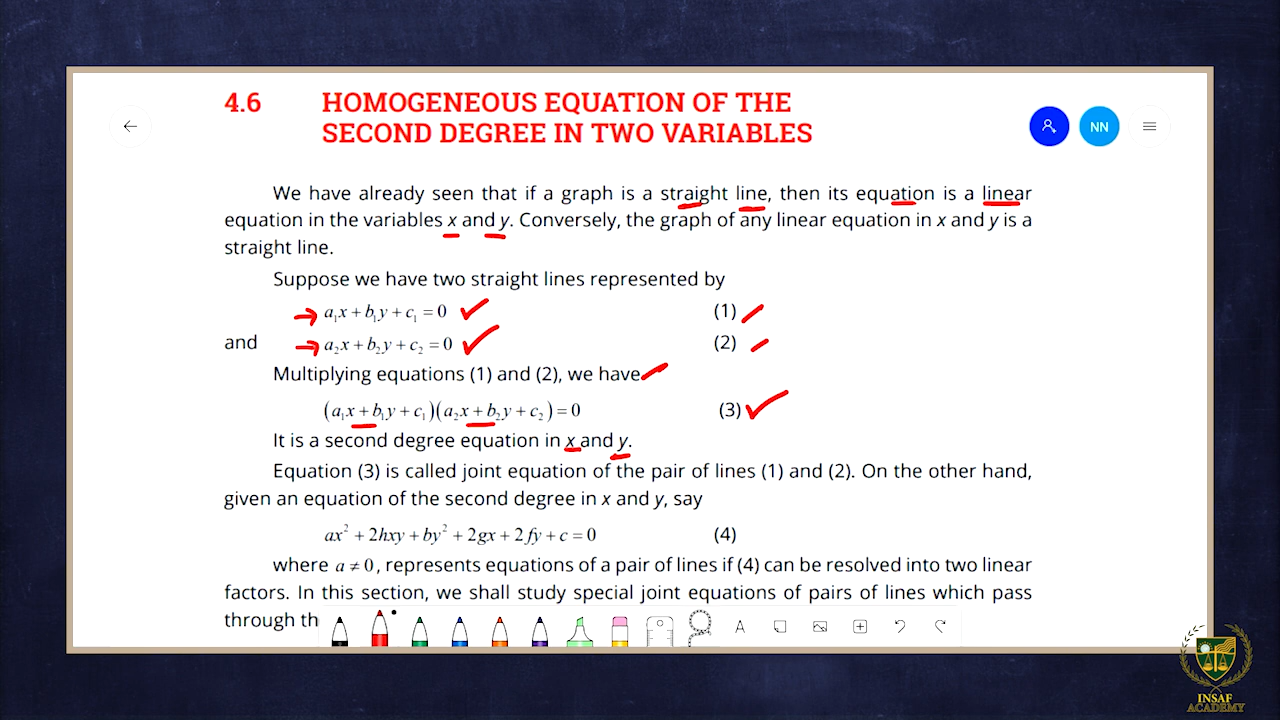 4.6 HOMOGENEOUS EQUATION OF THE
SECOND DEGREE IN TWO VARIABLES
NN
We have already seen that if a graph is a straight line, then its equation is a linear
equation in the variables x and y. Conversely, the graph of any linear equation in x and y is a
straight line.
Suppose we have two straight lines represented by
a₁x + b₁y + c₁ = 0 (1)
and a₂x + b₂y + c₂ = 0 (2)
Multiplying equations (1) and (2), we have
(a₁x + b₁y + c₁)(a₂x + b₂y + c₂) = 0 (3)
It is a second degree equation in x and y.
Equation (3) is called joint equation of the pair of lines (1) and (2). On the other hand,
given an equation of the second degree in x and y, say
ax² + 2hxy + by² + 2gx + 2fy + c = 0 (4)
where a ≠ 0, represents equations of a pair of lines if (4) can be resolved into two linear
factors. In this section, we shall study special joint equations of pairs of lines which pass
through th
A
INSAF
ACADEMY